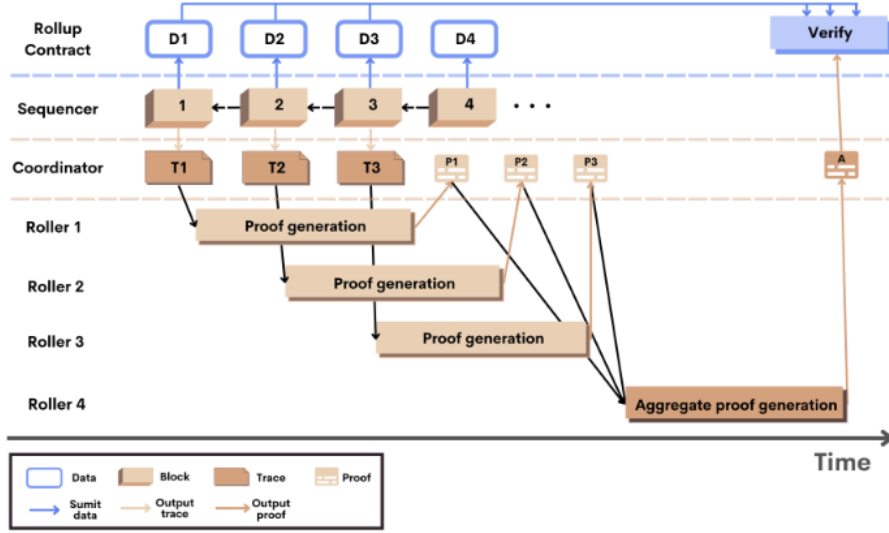 Rollup
Contract
D1
D2
D3
D4
Verify
Sequencer
1
2
3
4
. . .
Coordinator
T1
T2
T3
P1
P2
P3
A
Roller 1
Proof generation
Roller 2
Proof generation
Roller 3
Proof generation
Roller 4
Aggregate proof generation
Time
Data
Block
Trace
Proof
Sumit
data
Output
trace
Output
proof